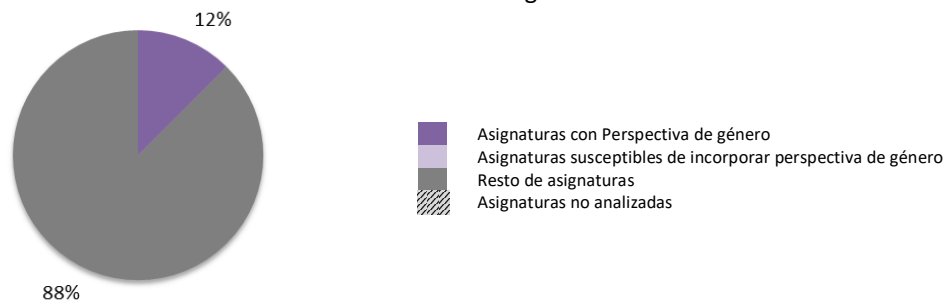 12%
Asignaturas con Perspectiva de género
Asignaturas susceptibles de incorporar perspectiva de género
Resto de asignaturas
Asignaturas no analizadas
88%